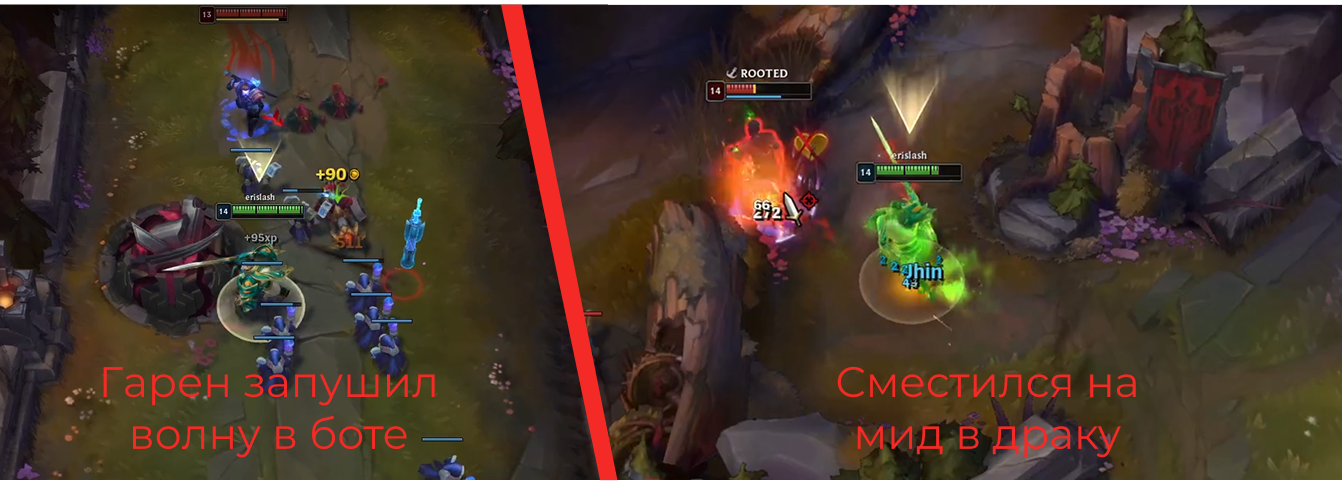 13
+90
erislash
14
+95xp
511
Гарен запушил
волну в боте
ROOTED
14
erislash
14
272
Jhin
Сместился на
мид в драку